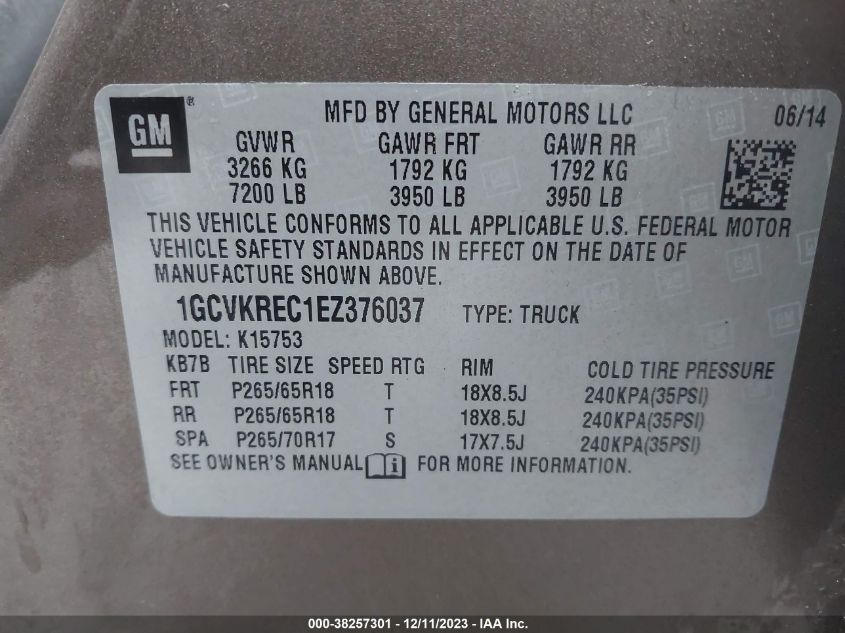 GM ®
MFD BY GENERAL MOTORS LLC 06/14
GVWR GAWR FRT GAWR RR
3266 KG 1792 KG 1792 KG
7200 LB 3950 LB 3950 LB
THIS VEHICLE CONFORMS TO ALL APPLICABLE U.S. FEDERAL MOTOR
VEHICLE SAFETY STANDARDS IN EFFECT ON THE DATE OF
MANUFACTURE SHOWN ABOVE.
1GCVKREC1EZ376037 TYPE: TRUCK
MODEL: K15753
KB7B TIRE SIZE SPEED RTG RIM COLD TIRE PRESSURE
FRT P265/65R18 T 18X8.5J 240KPA(35PSI)
RR P265/65R18 T 18X8.5J 240KPA(35PSI)
SPA P265/70R17 S 17X7.5J 240KPA(35PSI)
SEE OWNER'S MANUAL i FOR MORE INFORMATION.
000-38257301 - 12/11/2023 - IAA Inc.